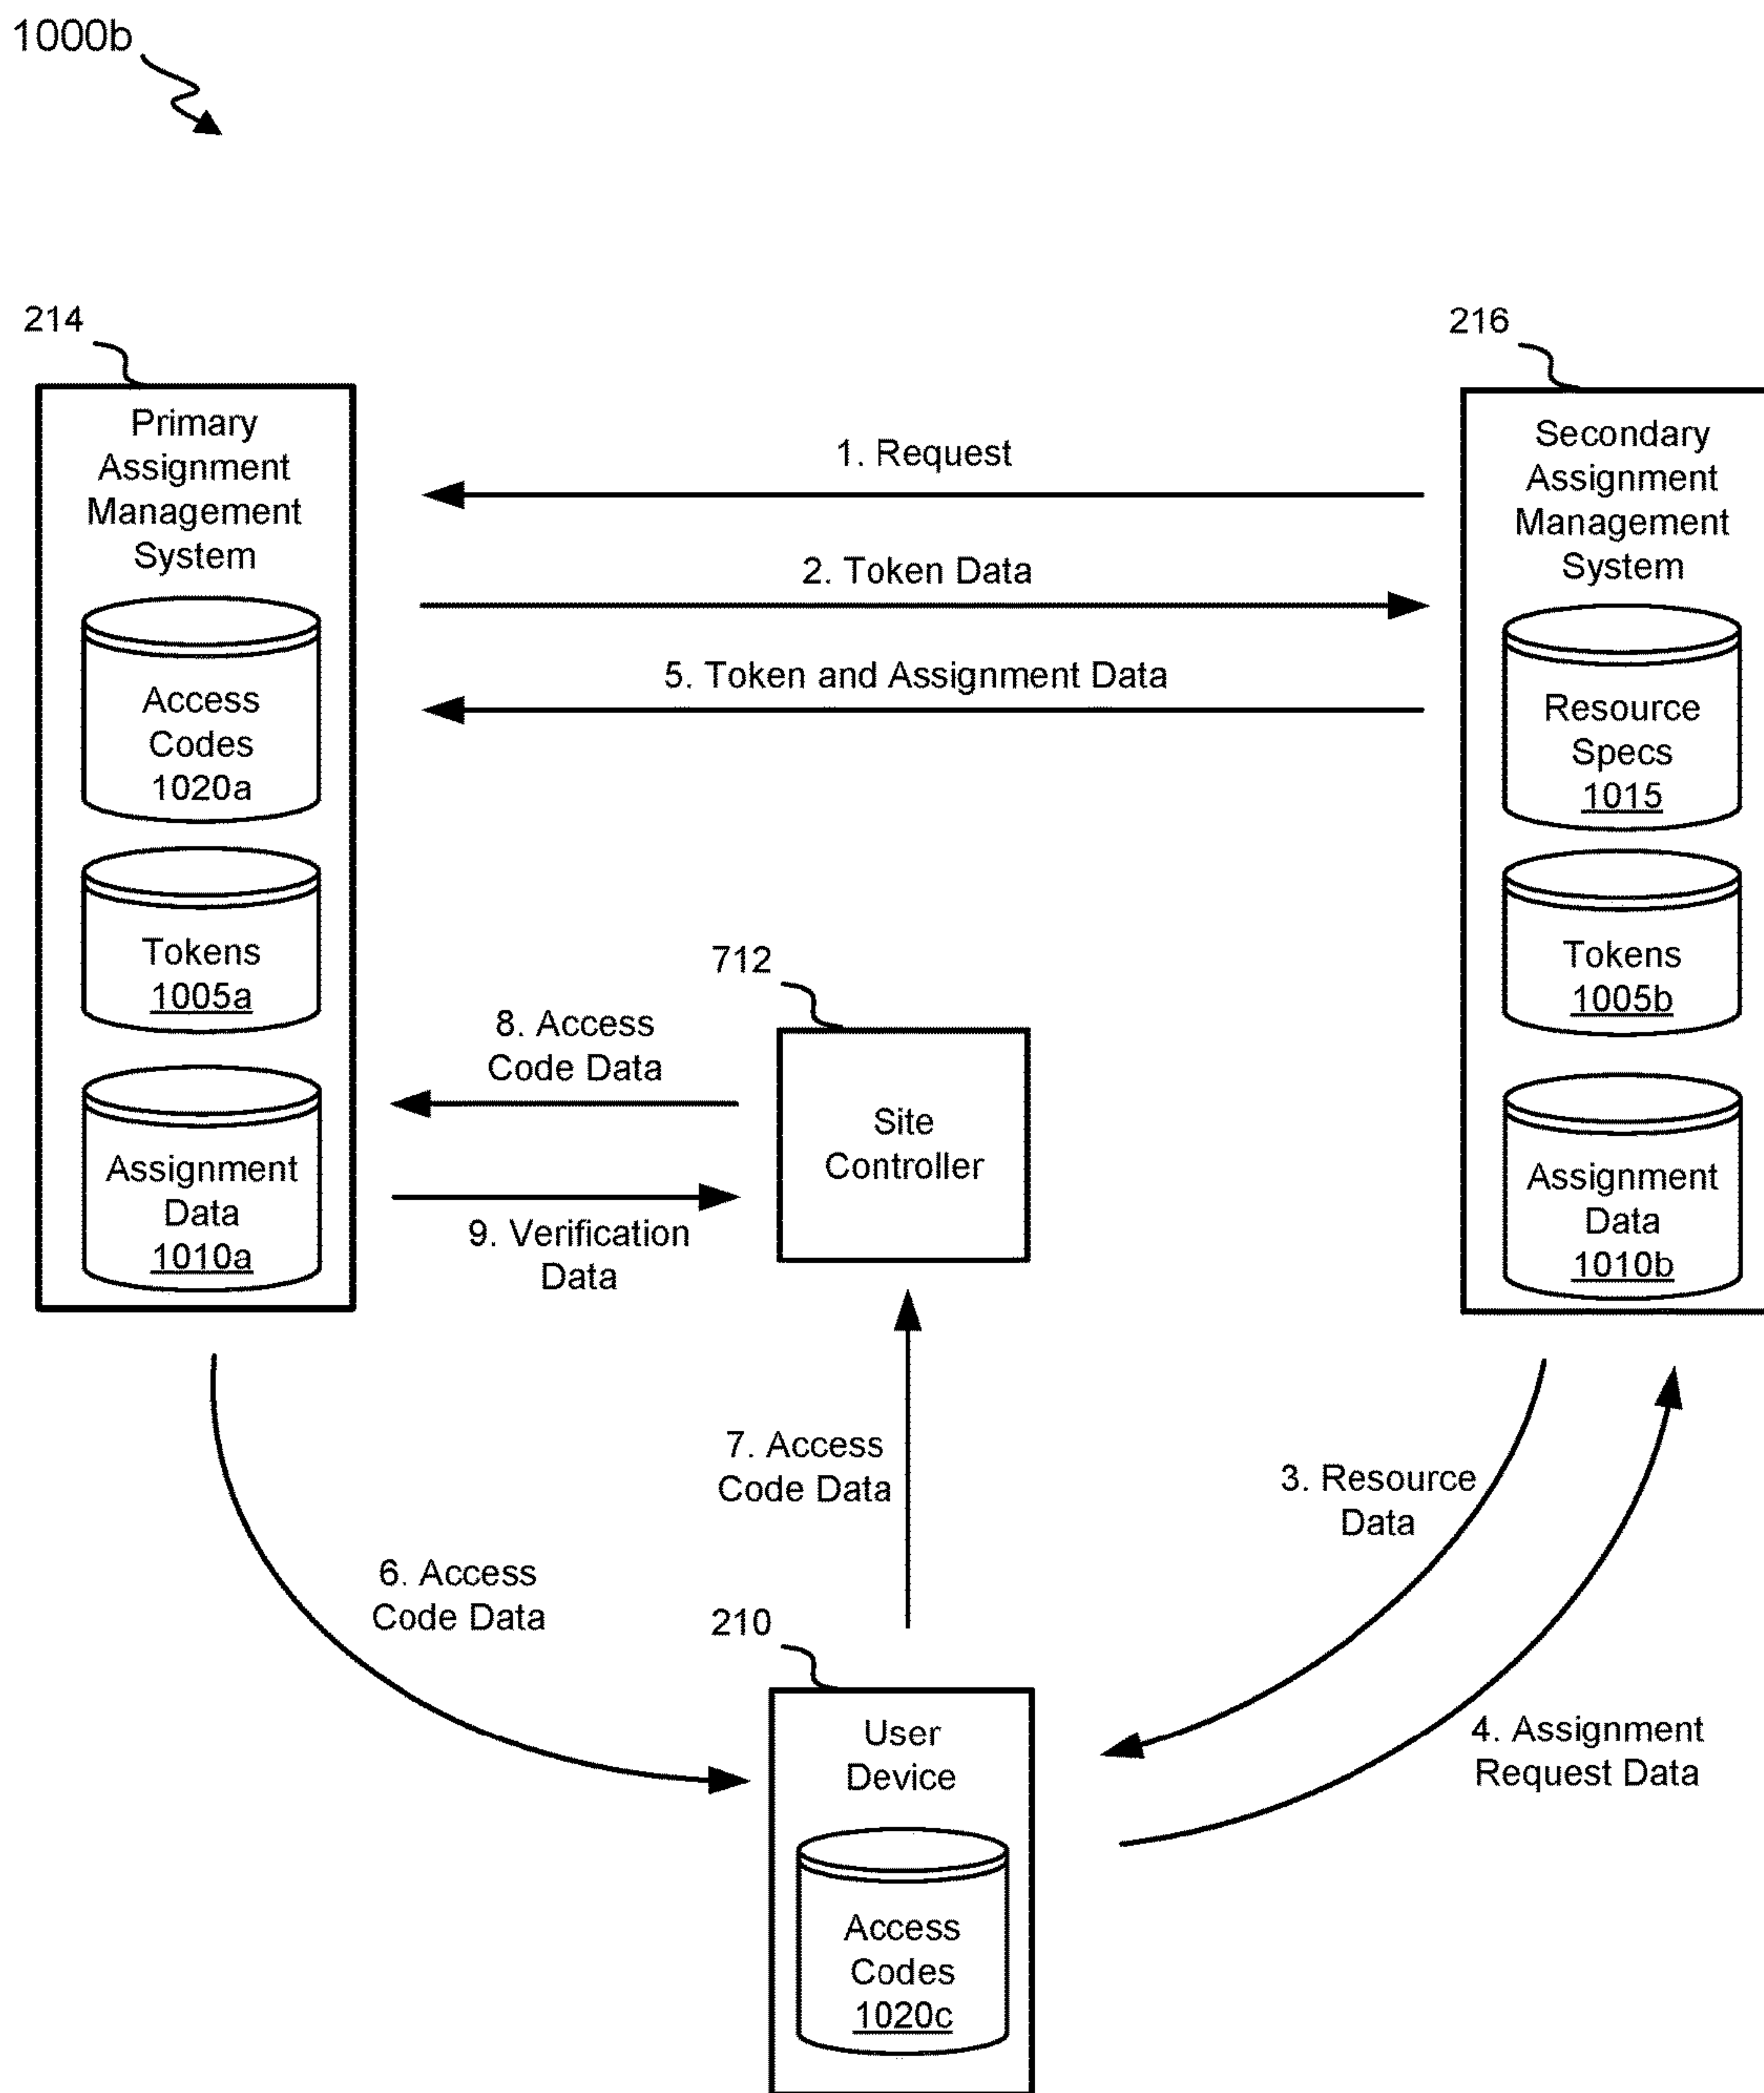 1000b
214
Primary
Assignment
Management
System
Access
Codes
1020a
Tokens
1005a
Assignment
Data
1010a
216
Secondary
Assignment
Management
System
Resource
Specs
1015
Tokens
1005b
Assignment
Data
1010b
1. Request
2. Token Data
5. Token and Assignment Data
712
Site
Controller
8. Access
Code Data
9. Verification
Data
7. Access
Code Data
3. Resource
Data
6. Access
Code Data
4. Assignment
Request Data
210
User
Device
Access
Codes
1020c